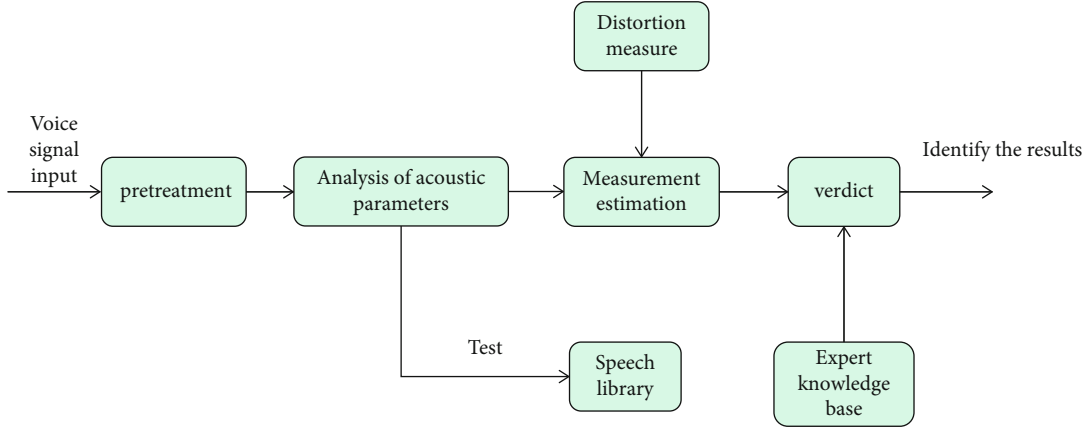 Distortion
measure
Voice
signal
input
pretreatment
Analysis of acoustic
parameters
Measurement
estimation
verdict
Identify the results
Test
Speech
library
Expert
knowledge
base